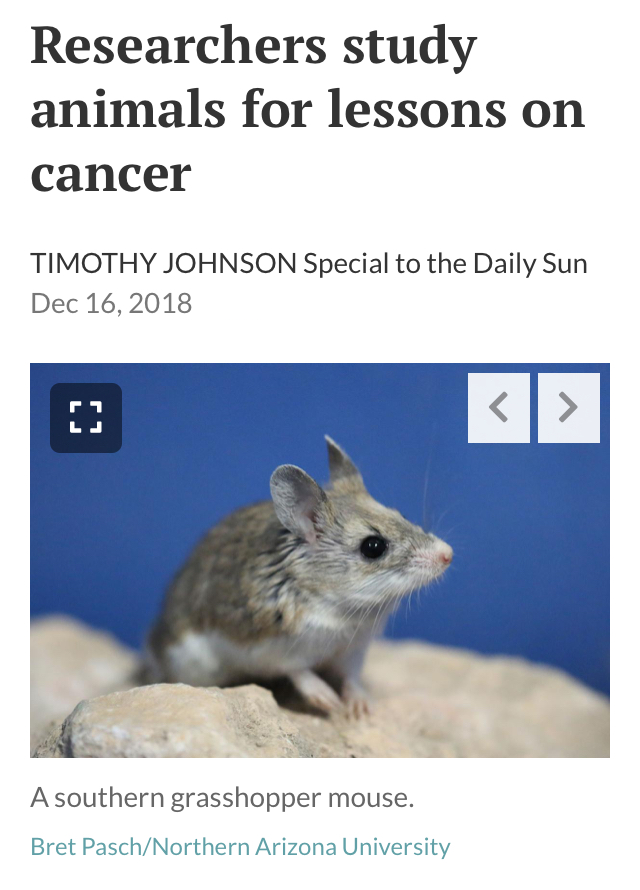 Researchers study
animals for lessons on
cancer
TIMOTHY JOHNSON Special to the Daily Sun
Dec 16, 2018
A southern grasshopper mouse.
Bret Pasch/Northern Arizona University